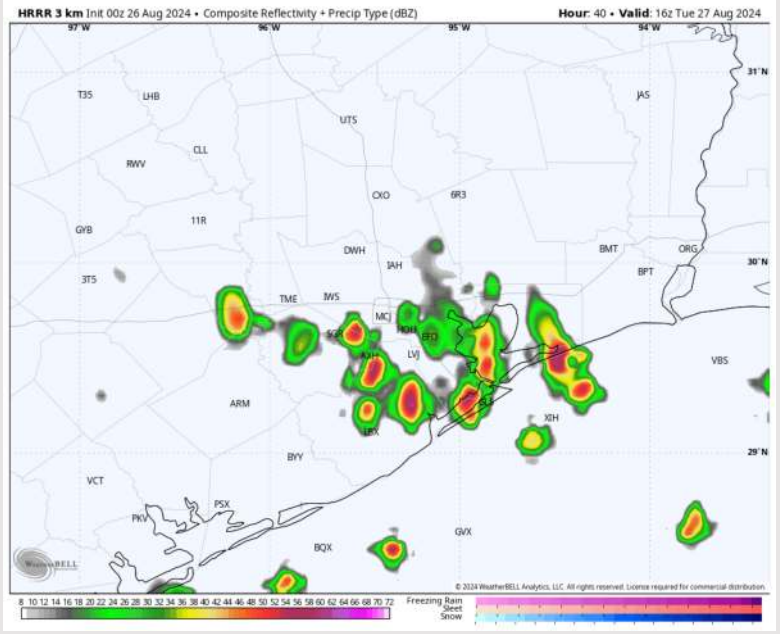 HRRR 3 km Init 00z 26 Aug 2024 • Composite Reflectivity + Precip Type (dBZ)
Hour: 40 • Valid: 16z Tue 27 Aug 2024
97°W 96°W 95°W 94°W
31°N
T35 LHB JAS
UTS
CLL
RWV
CXO 6R3
11R
GYB
DWH BMT ORG
IAH 30°N
3T5 BPT
TME IWS
MCJ
SGR HOU EFD
AXH LVJ VBS
ARM
GLS
LBX XIH
BYY 29°N
VCT
PSX
PKV
GVX
BQX
WeatherBELL
© 2024 WeatherBELL Analytics, LLC. All rights reserved. License required for commercial distribution.
8 10 12 14 16 18 20 22 24 26 28 30 32 34 36 38 40 42 44 46 48 50 52 54 56 58 60 62 64 66 68 70 72
Freezing Rain
Sleet
Snow